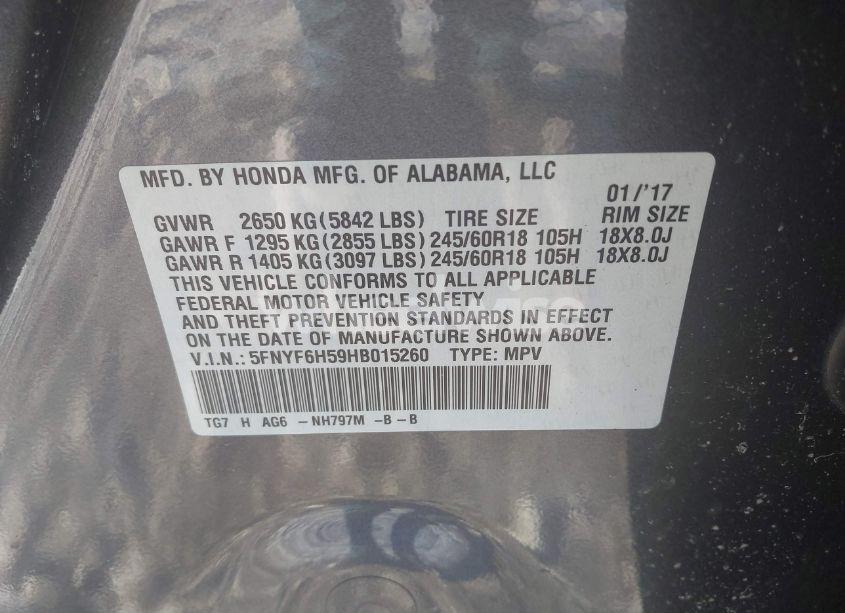 MFD. BY HONDA MFG. OF ALABAMA, LLC
01/'17
GVWR 2650 KG(5842 LBS) TIRE SIZE RIM SIZE
GAWR F 1295 KG(2855 LBS) 245/60R18 105H 18X8.0J
GAWR R 1405 KG(3097 LBS) 245/60R18 105H 18X8.0J
THIS VEHICLE CONFORMS TO ALL APPLICABLE
FEDERAL MOTOR VEHICLE SAFETY
AND THEFT PREVENTION STANDARDS IN EFFECT
ON THE DATE OF MANUFACTURE SHOWN ABOVE.
V.I.N.: 5FNYF6H59HB015260 TYPE: MPV
TG7 H AG6 -NH797M -B-B